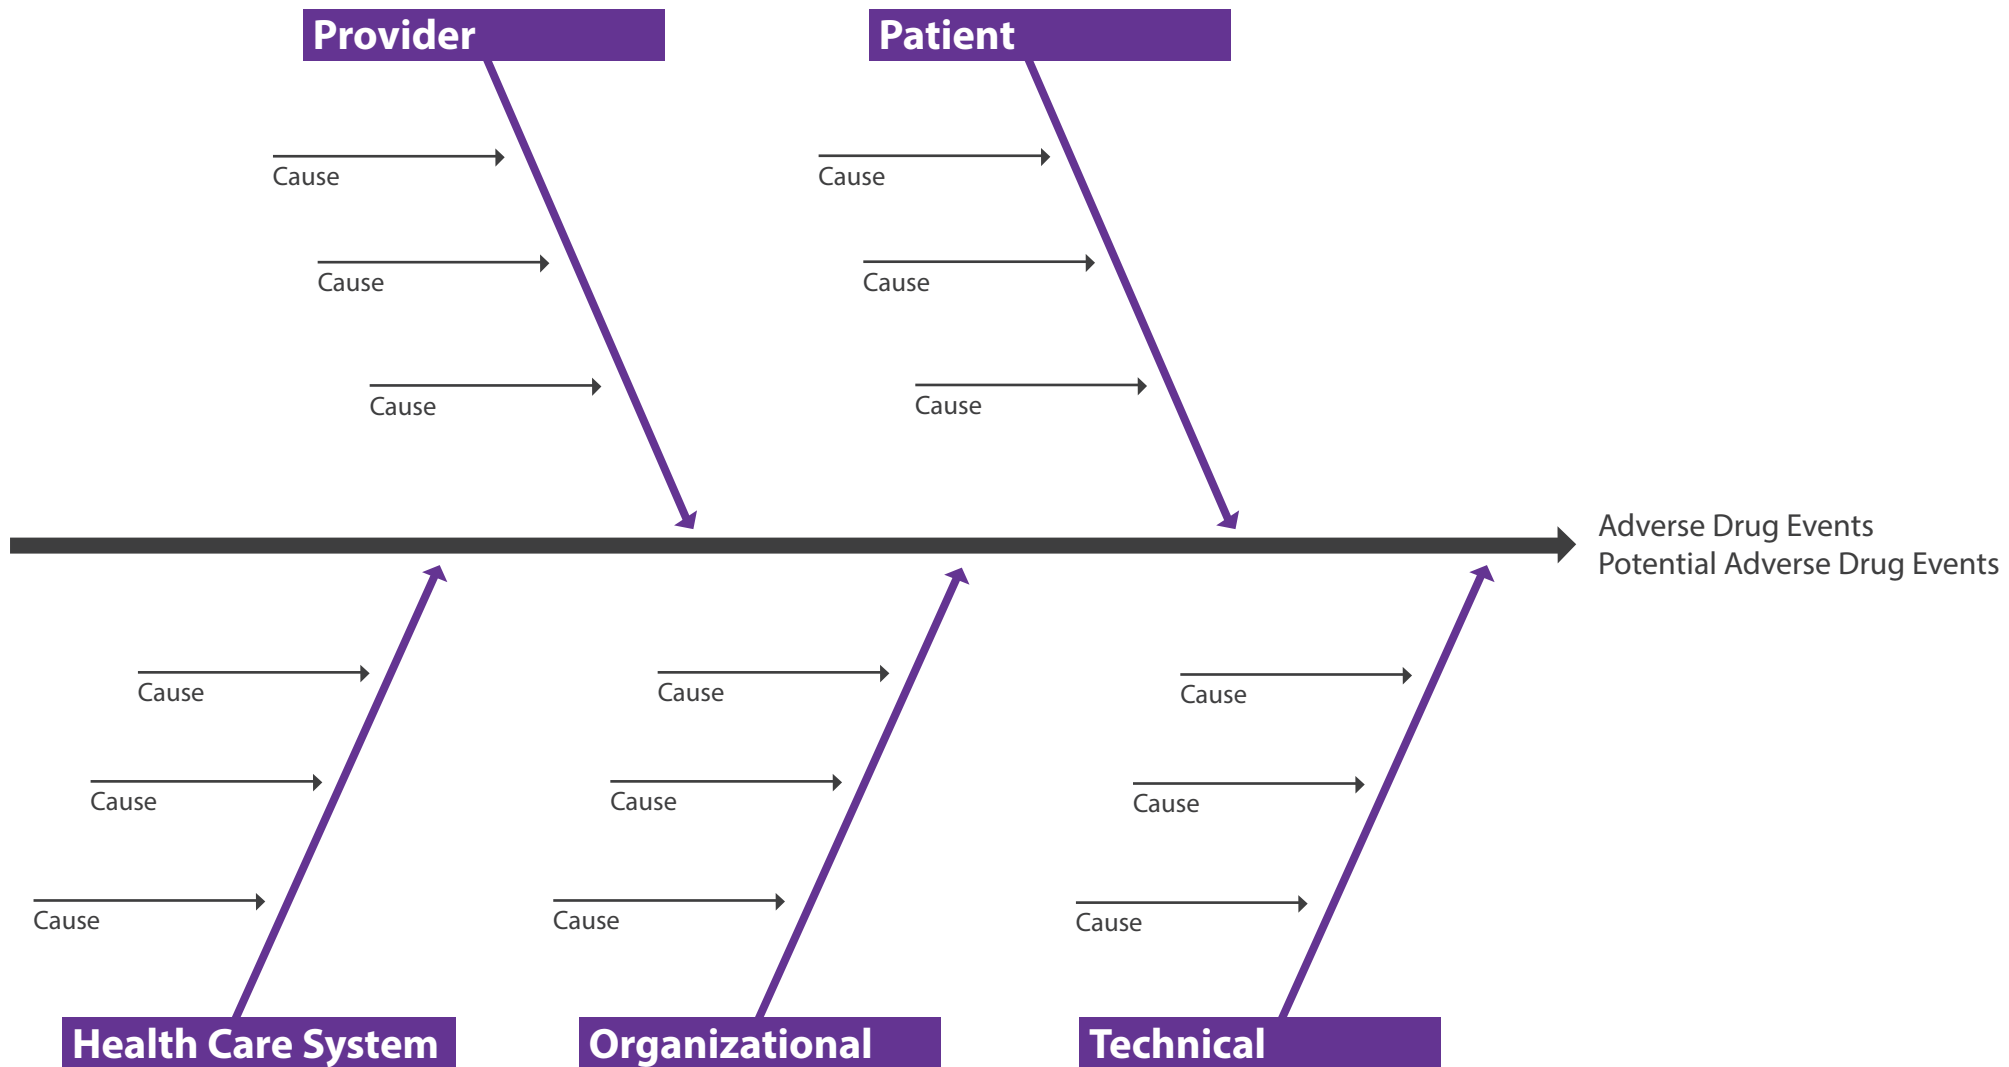 Provider
Patient
Cause
Cause
Cause
Cause
Cause
Cause
Adverse Drug Events
Potential Adverse Drug Events
Cause
Cause
Cause
Cause
Cause
Cause
Cause
Cause
Cause
Health Care System
Organizational
Technical